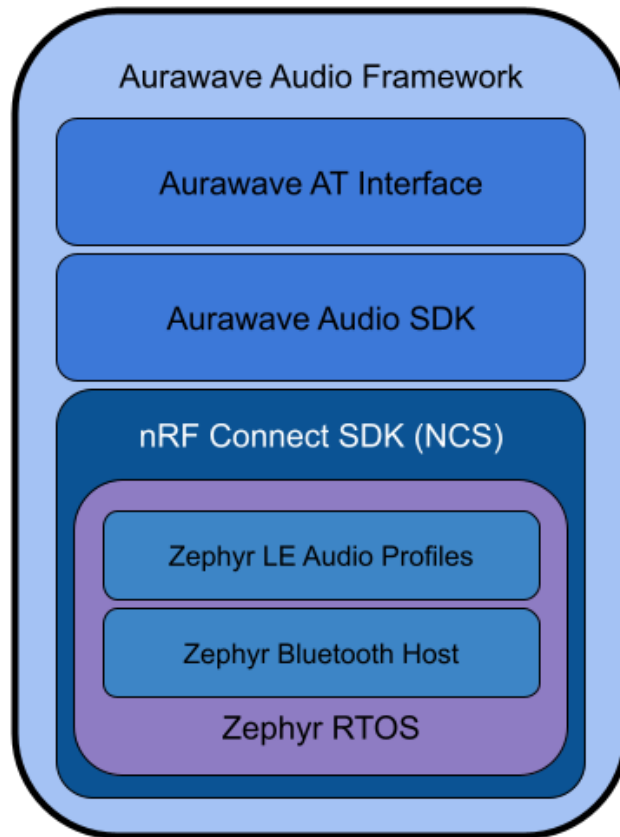 Aurawave Audio Framework
Aurawave AT Interface
Aurawave Audio SDK
nRF Connect SDK (NCS)
Zephyr LE Audio Profiles
Zephyr Bluetooth Host
Zephyr RTOS